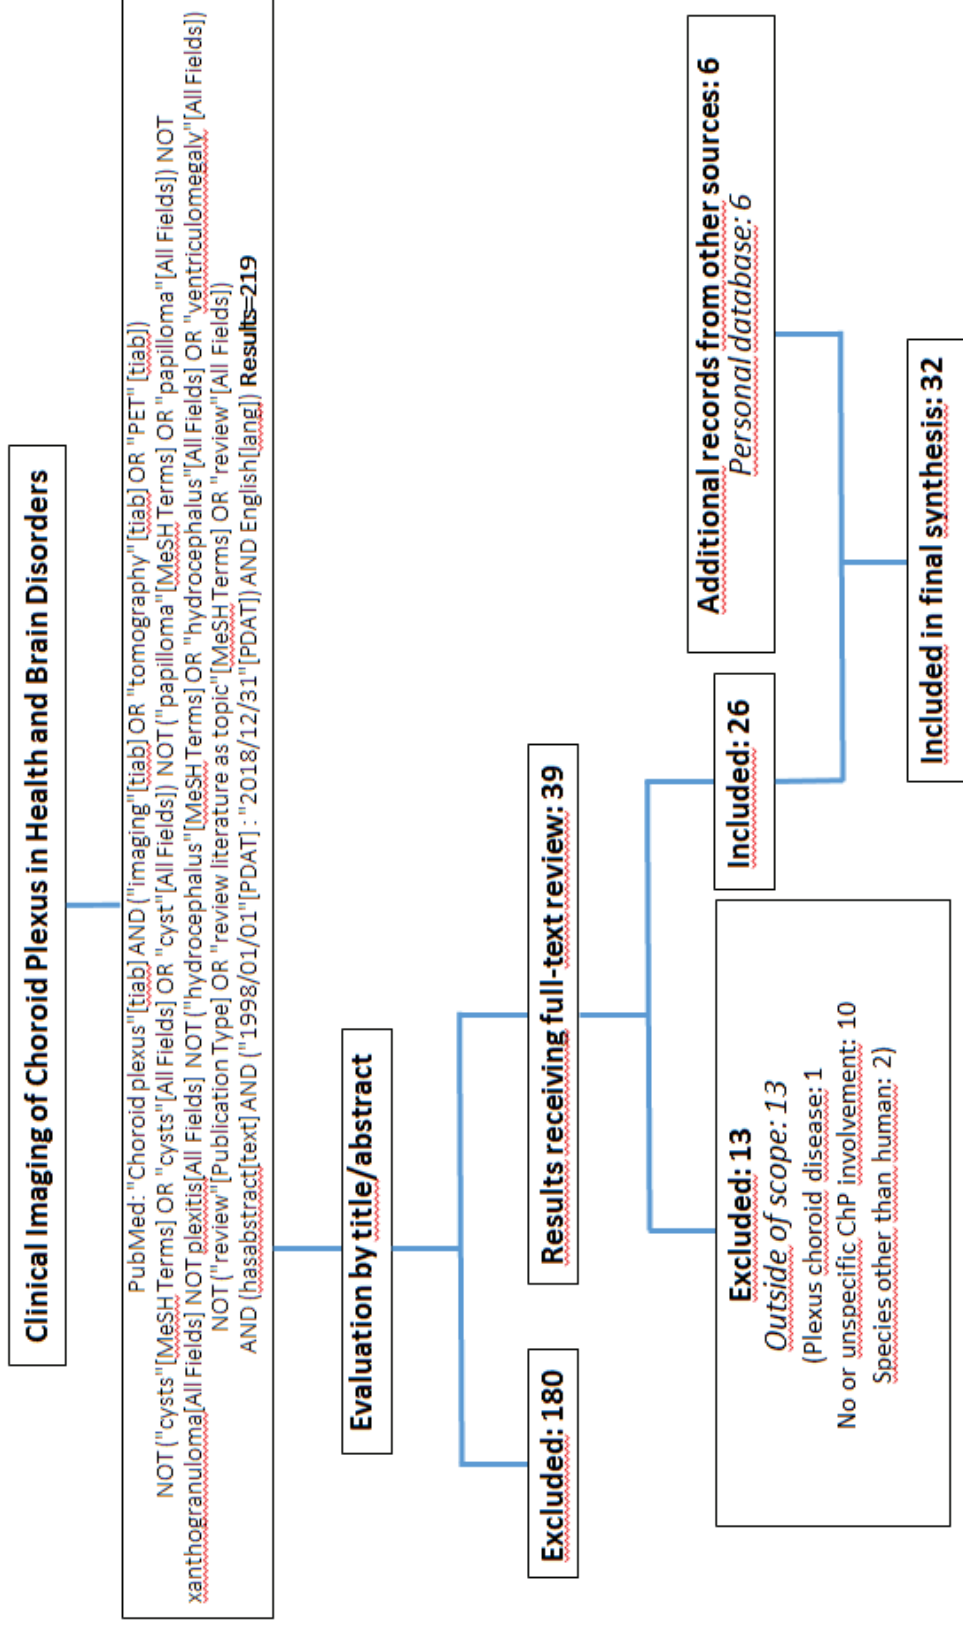 Clinical Imaging of Choroid Plexus in Health and Brain Disorders
PubMed: "Choroid plexus"[tiab] AND ("imaging"[tiab] OR "tomography"[tiab] OR "PET" [tiab])
NOT ("cysts"[MeSH Terms] OR "cysts"[All Fields] OR "cyst"[All Fields]) NOT ("papilloma"[MeSH Terms] OR "papilloma"[All Fields]) NOT
xanthogranuloma[All Fields] NOT plexitis[All Fields] NOT ("hydrocephalus"[MeSH Terms] OR "hydrocephalus"[All Fields] OR "ventriculomegaly"[All Fields])
NOT ("review"[Publication Type] OR "review literature as topic"[MeSH Terms] OR "review"[All Fields])
AND (hasabstract[text] AND ("1998/01/01"[PDAT] : "2018/12/31"[PDAT]) AND English[lang]) Results=219
Evaluation by title/abstract
Excluded: 180
Results receiving full-text review: 39
Excluded: 13
Outside of scope: 13
(Plexus choroid disease: 1
No or unspecific ChP involvement: 10
Species other than human: 2)
Included: 26
Additional records from other sources: 6
Personal database: 6
Included in final synthesis: 32